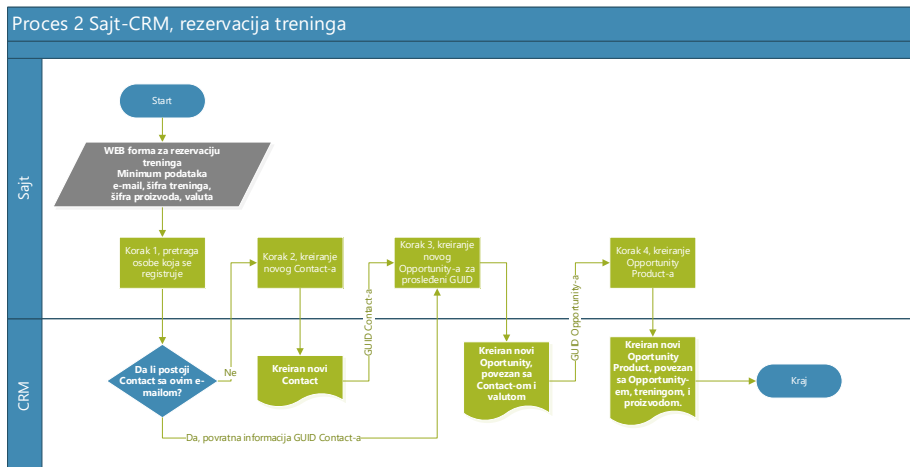 Proces 2 Sajt-CRM, rezervacija treninga
Sajt
Start
WEB forma za rezervaciju
treninga
Minimum podataka
e-mail, šifra treninga,
šifra proizvoda, valuta
Korak 1, pretraga
osobe koja se
registruje
Korak 2, kreiranje
novog Contact-a
Korak 3, kreiranje
novog
Opportunity-a za
prosleđeni GUID
Korak 4, kreiranje
Opportunity
Product-a
GUID Contact-a
GUID Opportunity-a
CRM
Da li postoji
Contact sa ovim e-
mailom?
Ne
Kreiran novi
Contact
Kreiran novi
Oportunity,
povezan sa
Contact-om i
valutom
Kreiran novi
Oportunity
Product, povezan
sa Opportunity-
em, treningom, i
proizvodom.
Kraj
Da, povratna informacija GUID Contact-a